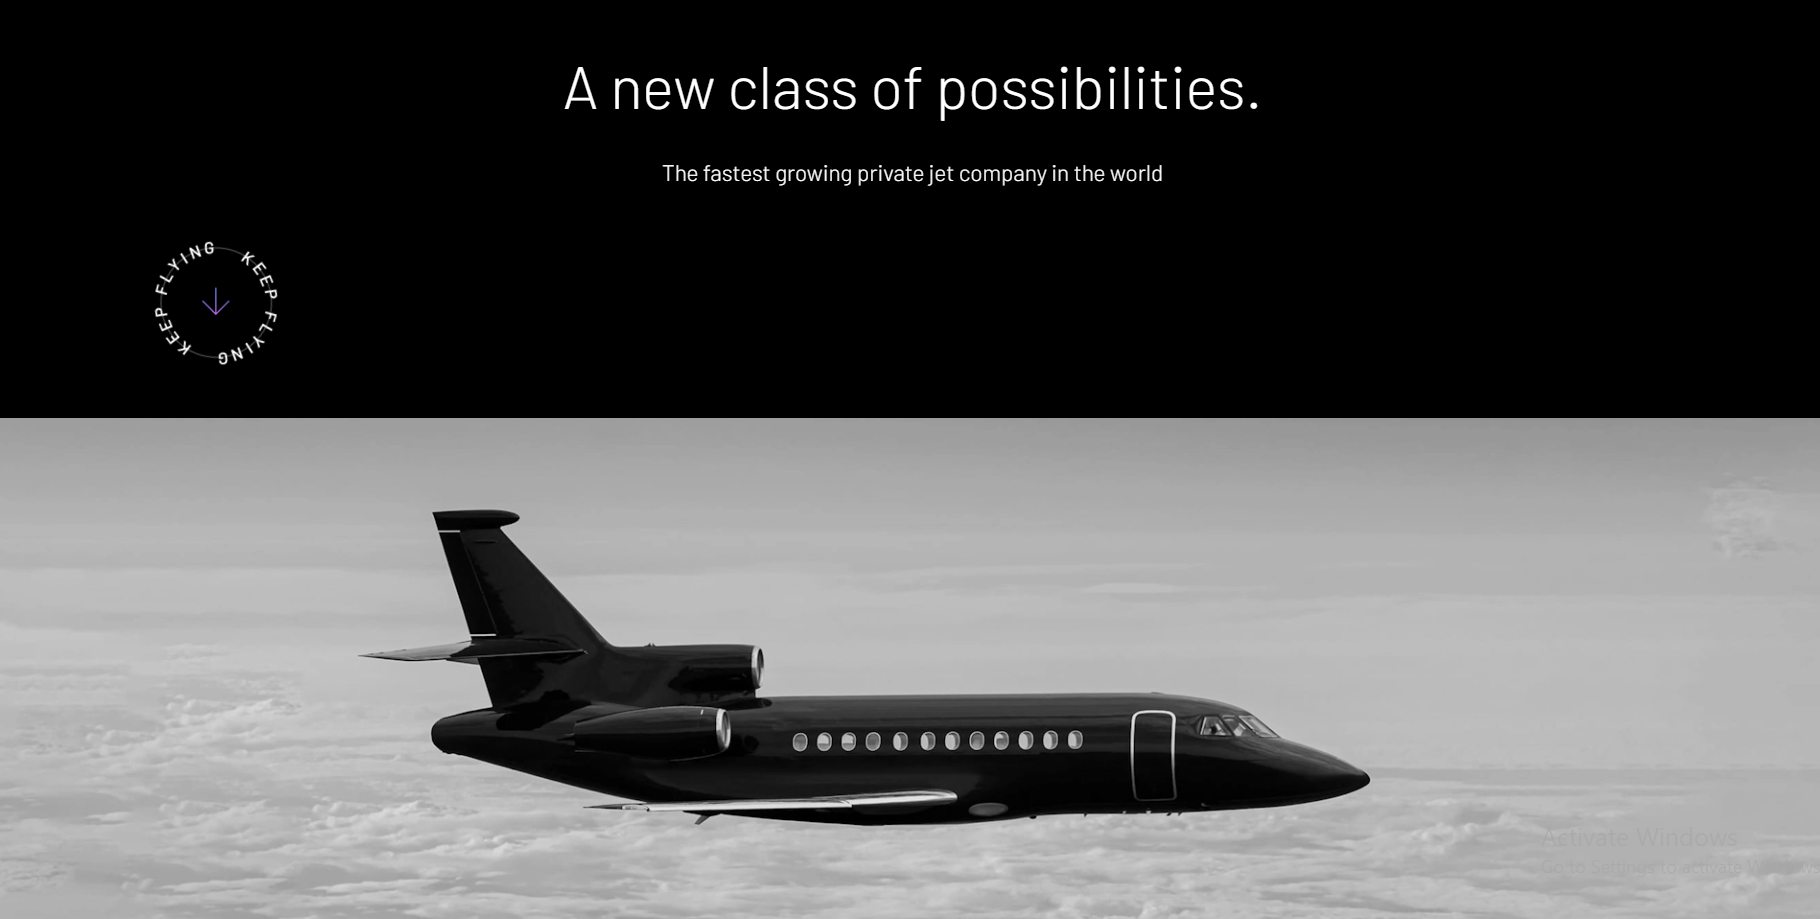 A new class of possibilities.
The fastest growing private jet company in the world
KEEP FLYING KEEP FLYING
Activate Windows
Go to Settings to activate Windows